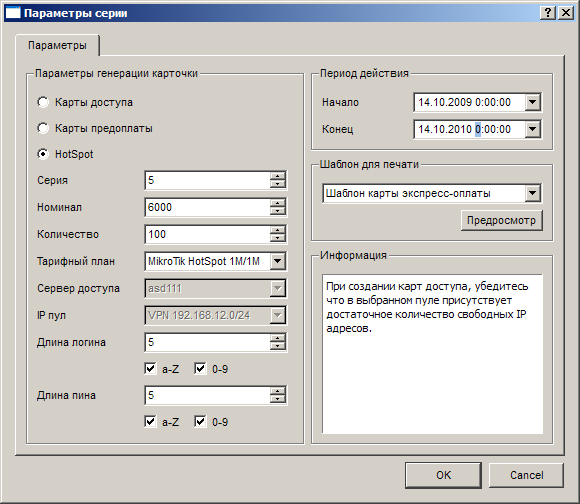 Параметры серии
Параметры
Параметры генерации карточки
Карты доступа
Карты предоплаты
HotSpot
Серия 5
Номинал 6000
Количество 100
Тарифный план MikroTik HotSpot 1M/1M
Сервер доступа asd111
IP пул VPN 192.168.12.0/24
Длина логина 5
a-Z 0-9
Длина пина 5
a-Z 0-9
Период действия
Начало 14.10.2009 0:00:00
Конец 14.10.2010 0:00:00
Шаблон для печати
Шаблон карты экспресс-оплаты
Предросмотр
Информация
При создании карт доступа, убедитесь
что в выбранном пуле присутствует
достаточное количество свободных IP
адресов.
OK Cancel